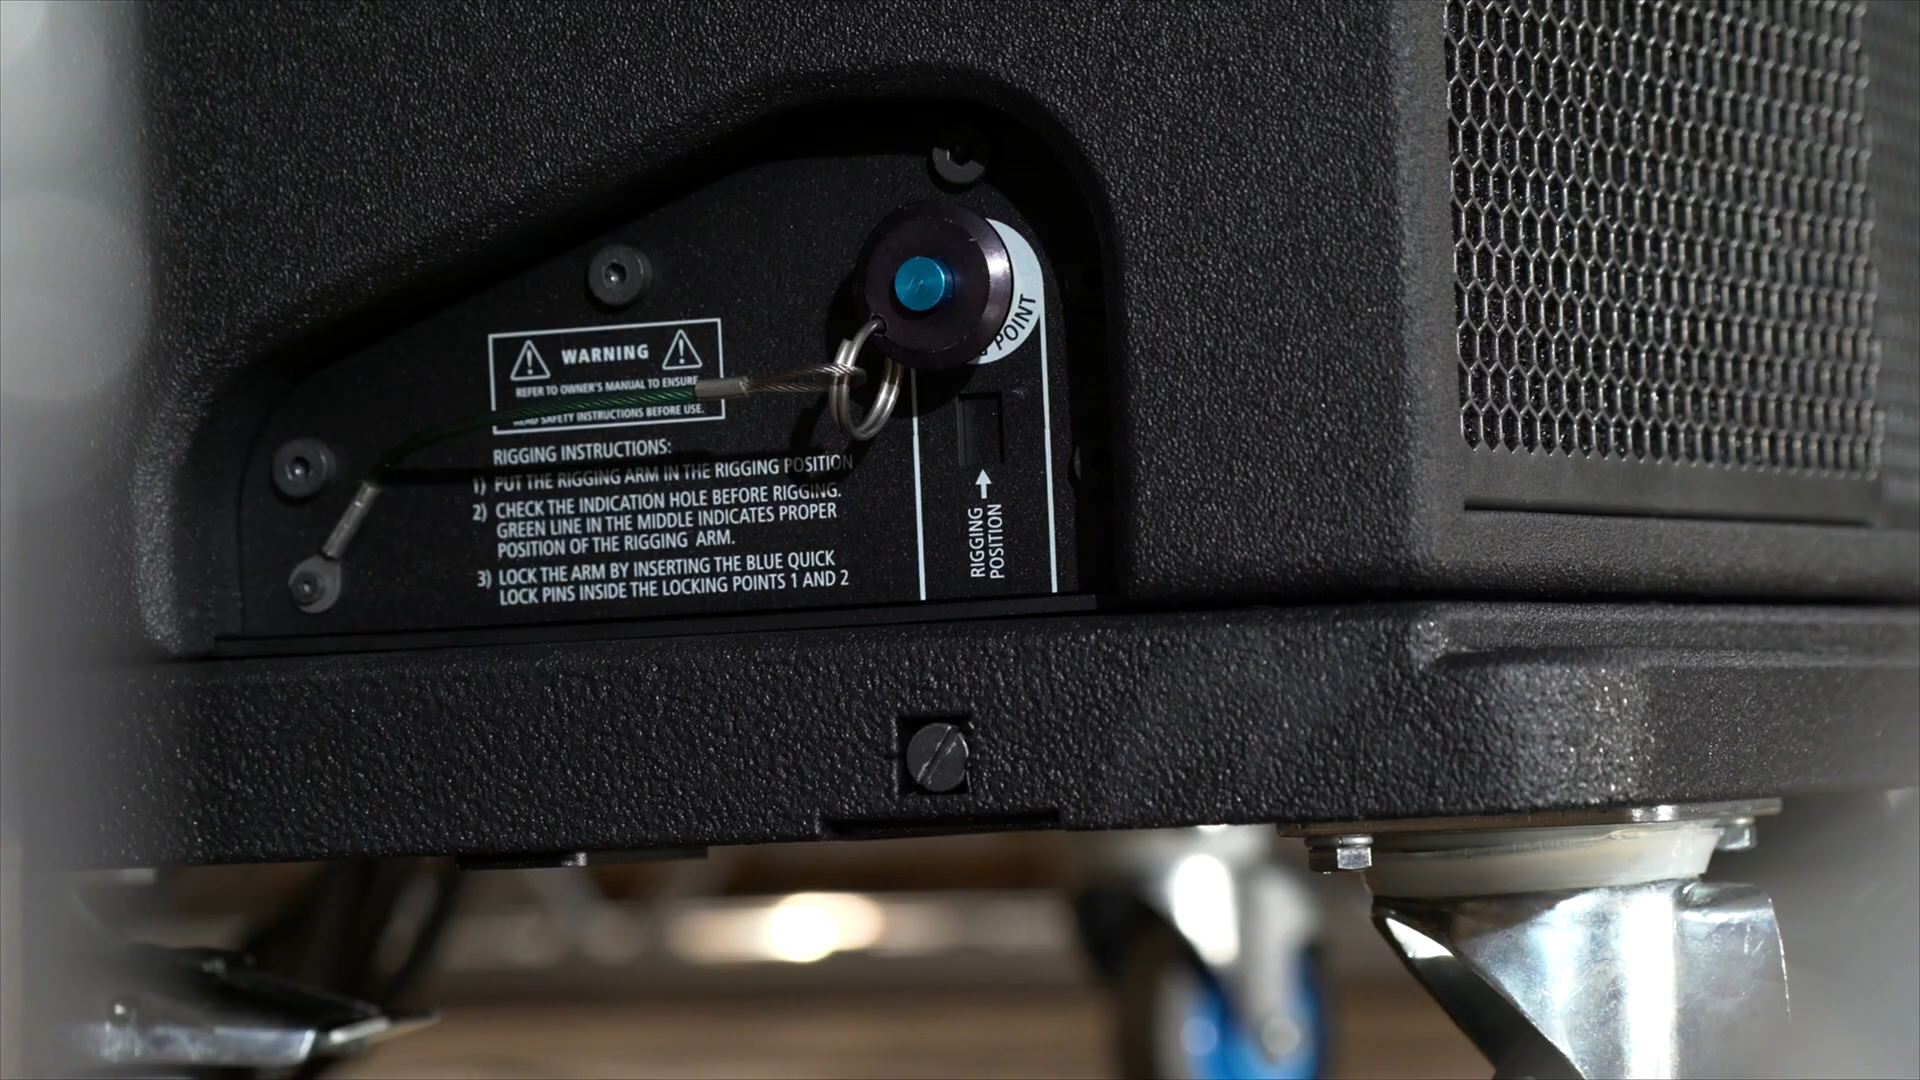 WARNING
REFER TO OWNER'S MANUAL TO ENSURE
READ SAFETY INSTRUCTIONS BEFORE USE.
RIGGING INSTRUCTIONS:
1) PUT THE RIGGING ARM IN THE RIGGING POSITION
2) CHECK THE INDICATION HOLE BEFORE RIGGING.
GREEN LINE IN THE MIDDLE INDICATES PROPER
POSITION OF THE RIGGING ARM.
3) LOCK THE ARM BY INSERTING THE BLUE QUICK
LOCK PINS INSIDE THE LOCKING POINTS 1 AND 2
POINT
RIGGING
POSITION